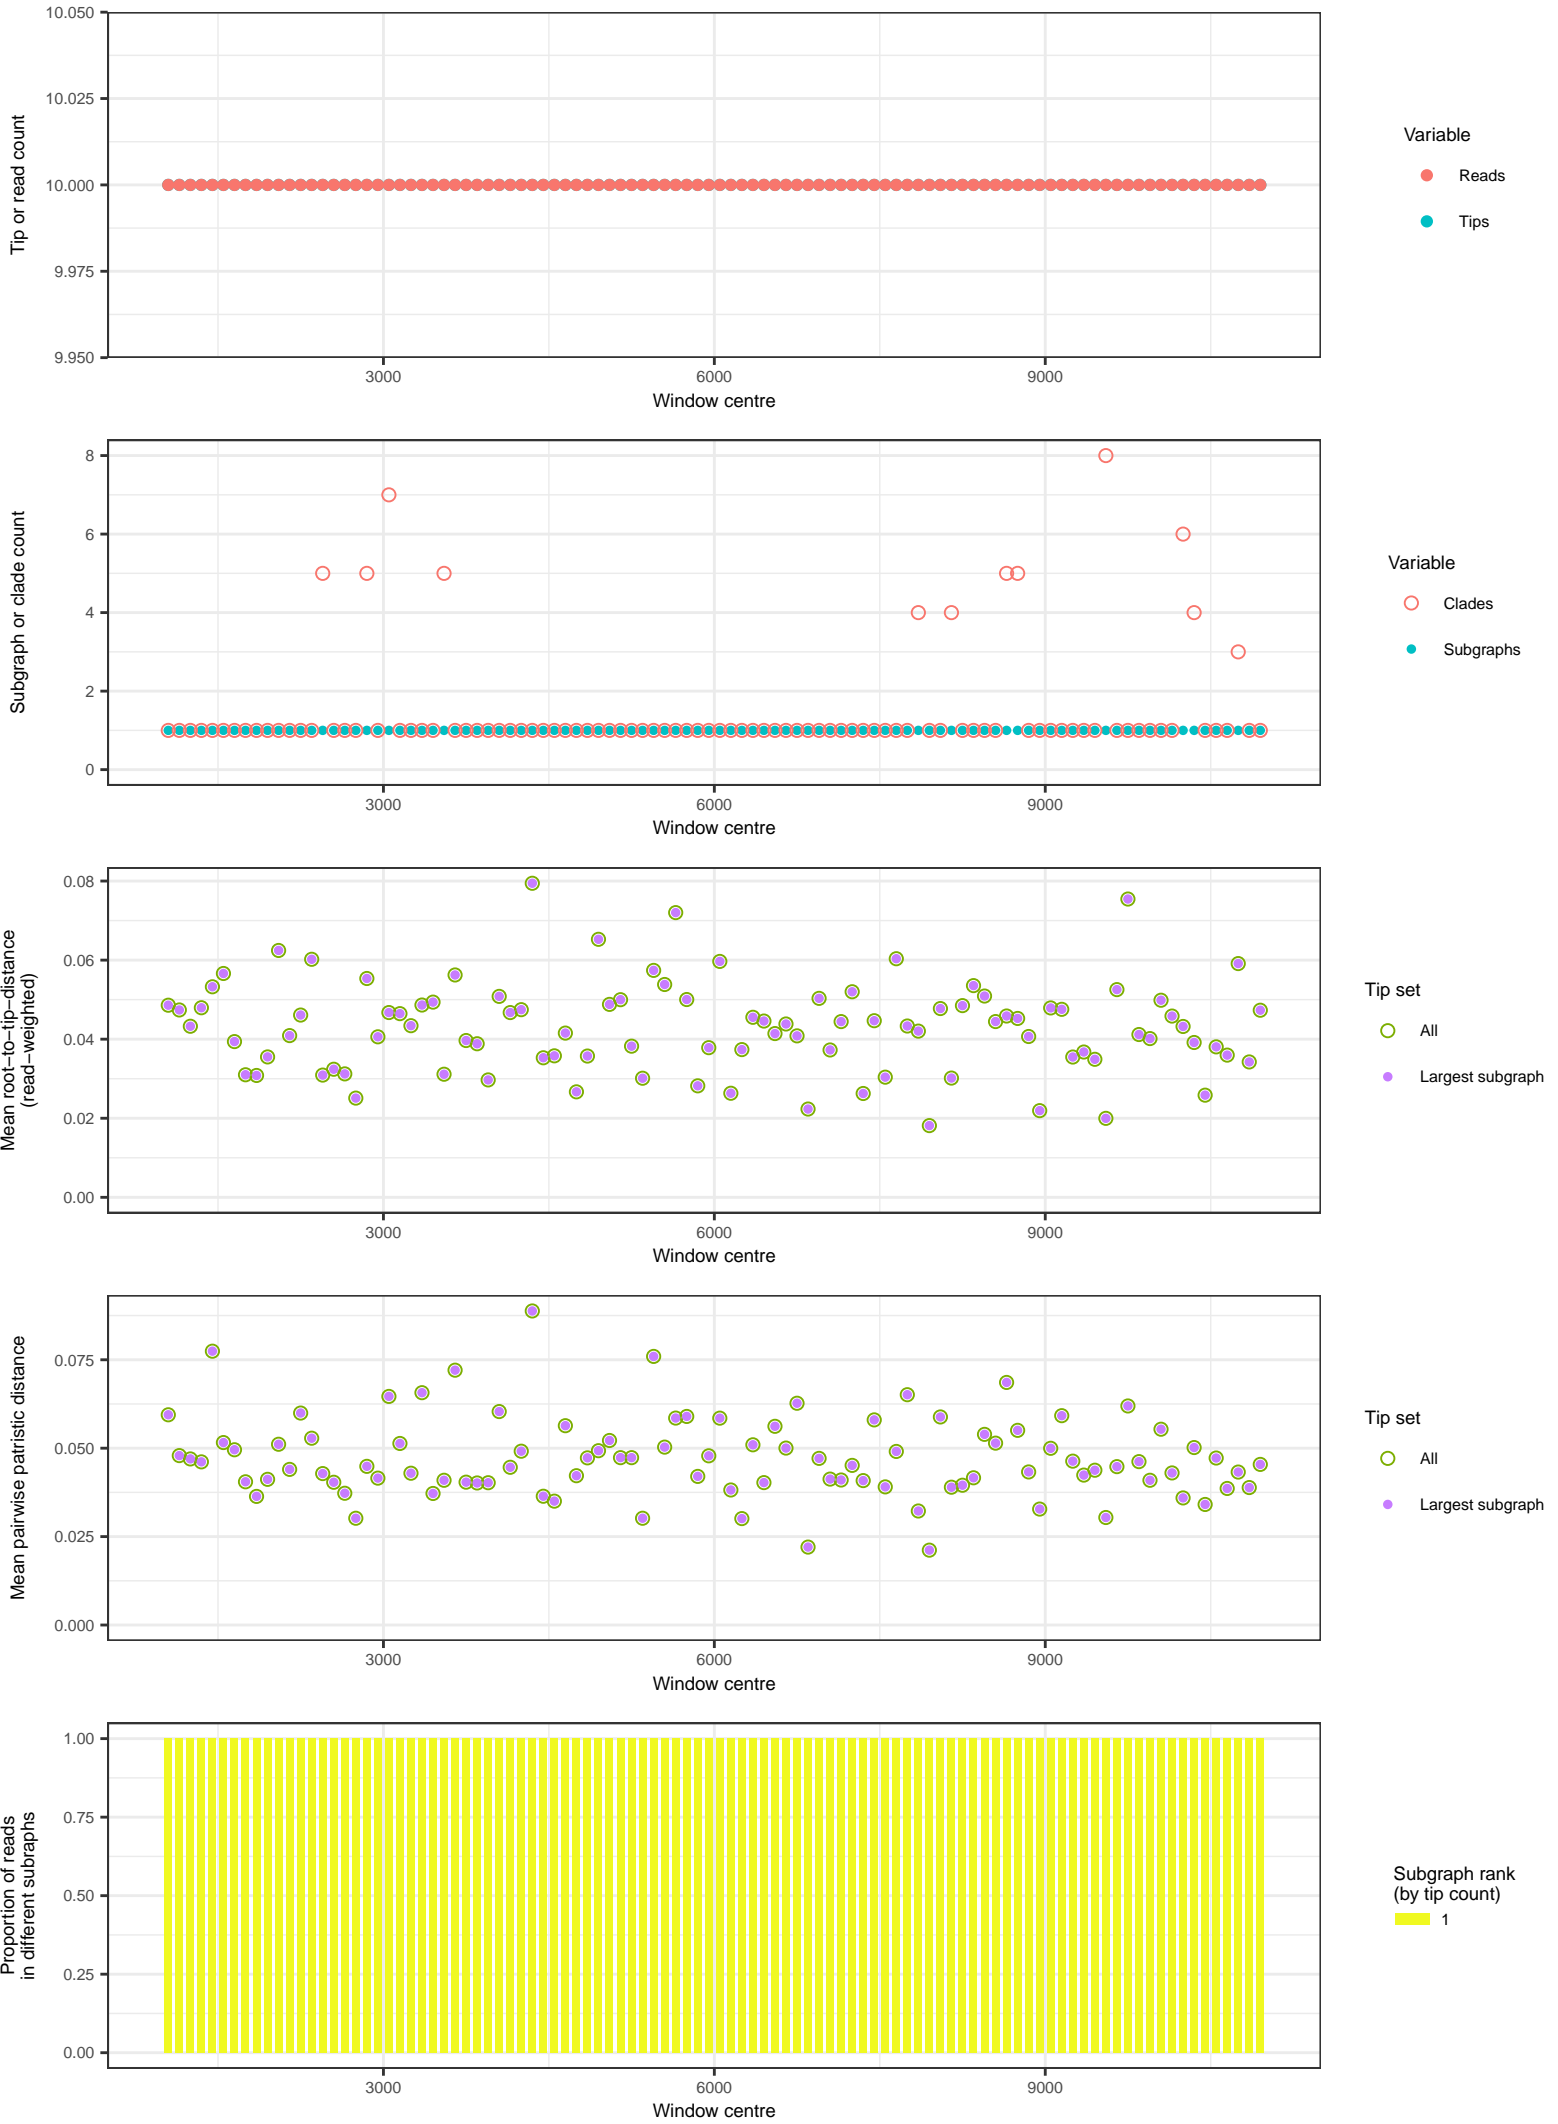 10.050
10.025
10.000
9.975
9.950
Tip or read count
3000
6000
9000
Window centre
Variable
Reads
Tips
8
6
4
2
0
Subgraph or clade count
3000
6000
9000
Window centre
Variable
Clades
Subgraphs
0.08
0.06
0.04
0.02
0.00
Mean root−to−tip−distance
(read−weighted)
3000
6000
9000
Window centre
Tip set
All
Largest subgraph
0.075
0.050
0.025
0.000
Mean pairwise patristic distance
3000
6000
9000
Window centre
Tip set
All
Largest subgraph
1.00
0.75
0.50
0.25
0.00
Proportion of reads
in different subraphs
3000
6000
9000
Window centre
Subgraph rank
(by tip count)
1